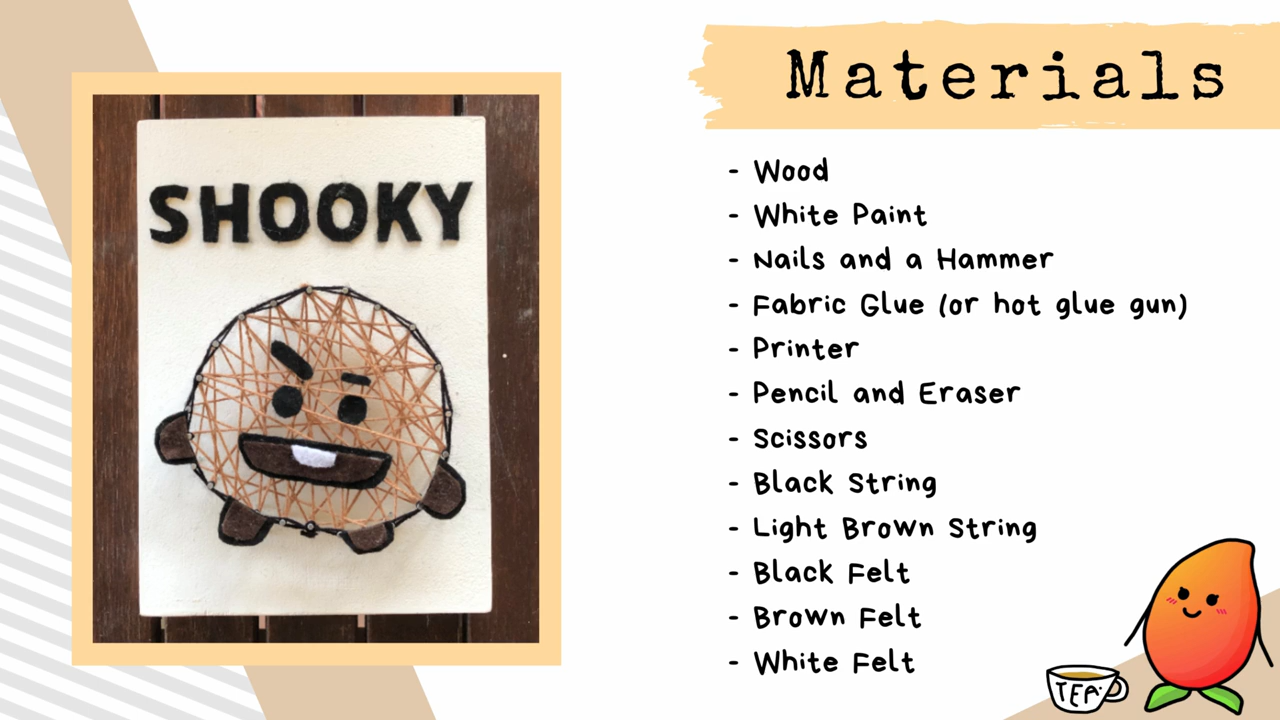 Materials
SHOOKY
- Wood
- White Paint
- Nails and a Hammer
- Fabric Glue (or hot glue gun)
- Printer
- Pencil and Eraser
- Scissors
- Black String
- Light Brown String
- Black Felt
- Brown Felt
- White Felt
TEA